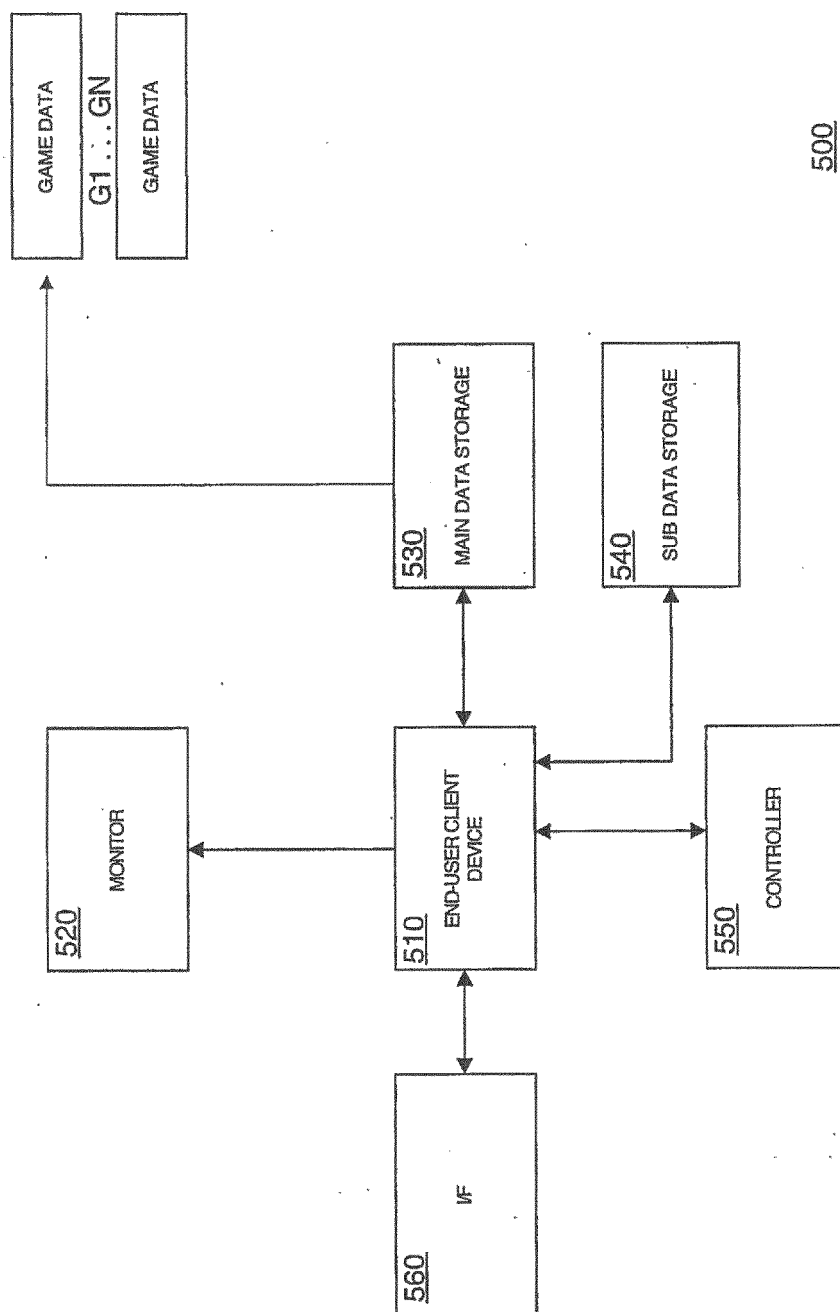 GAME DATA
G1...GN
GAME DATA
500
530
MAIN DATA STORAGE
540
SUB DATA STORAGE
520
MONITOR
510
END-USER CLIENT
DEVICE
550
CONTROLLER
560
I/F